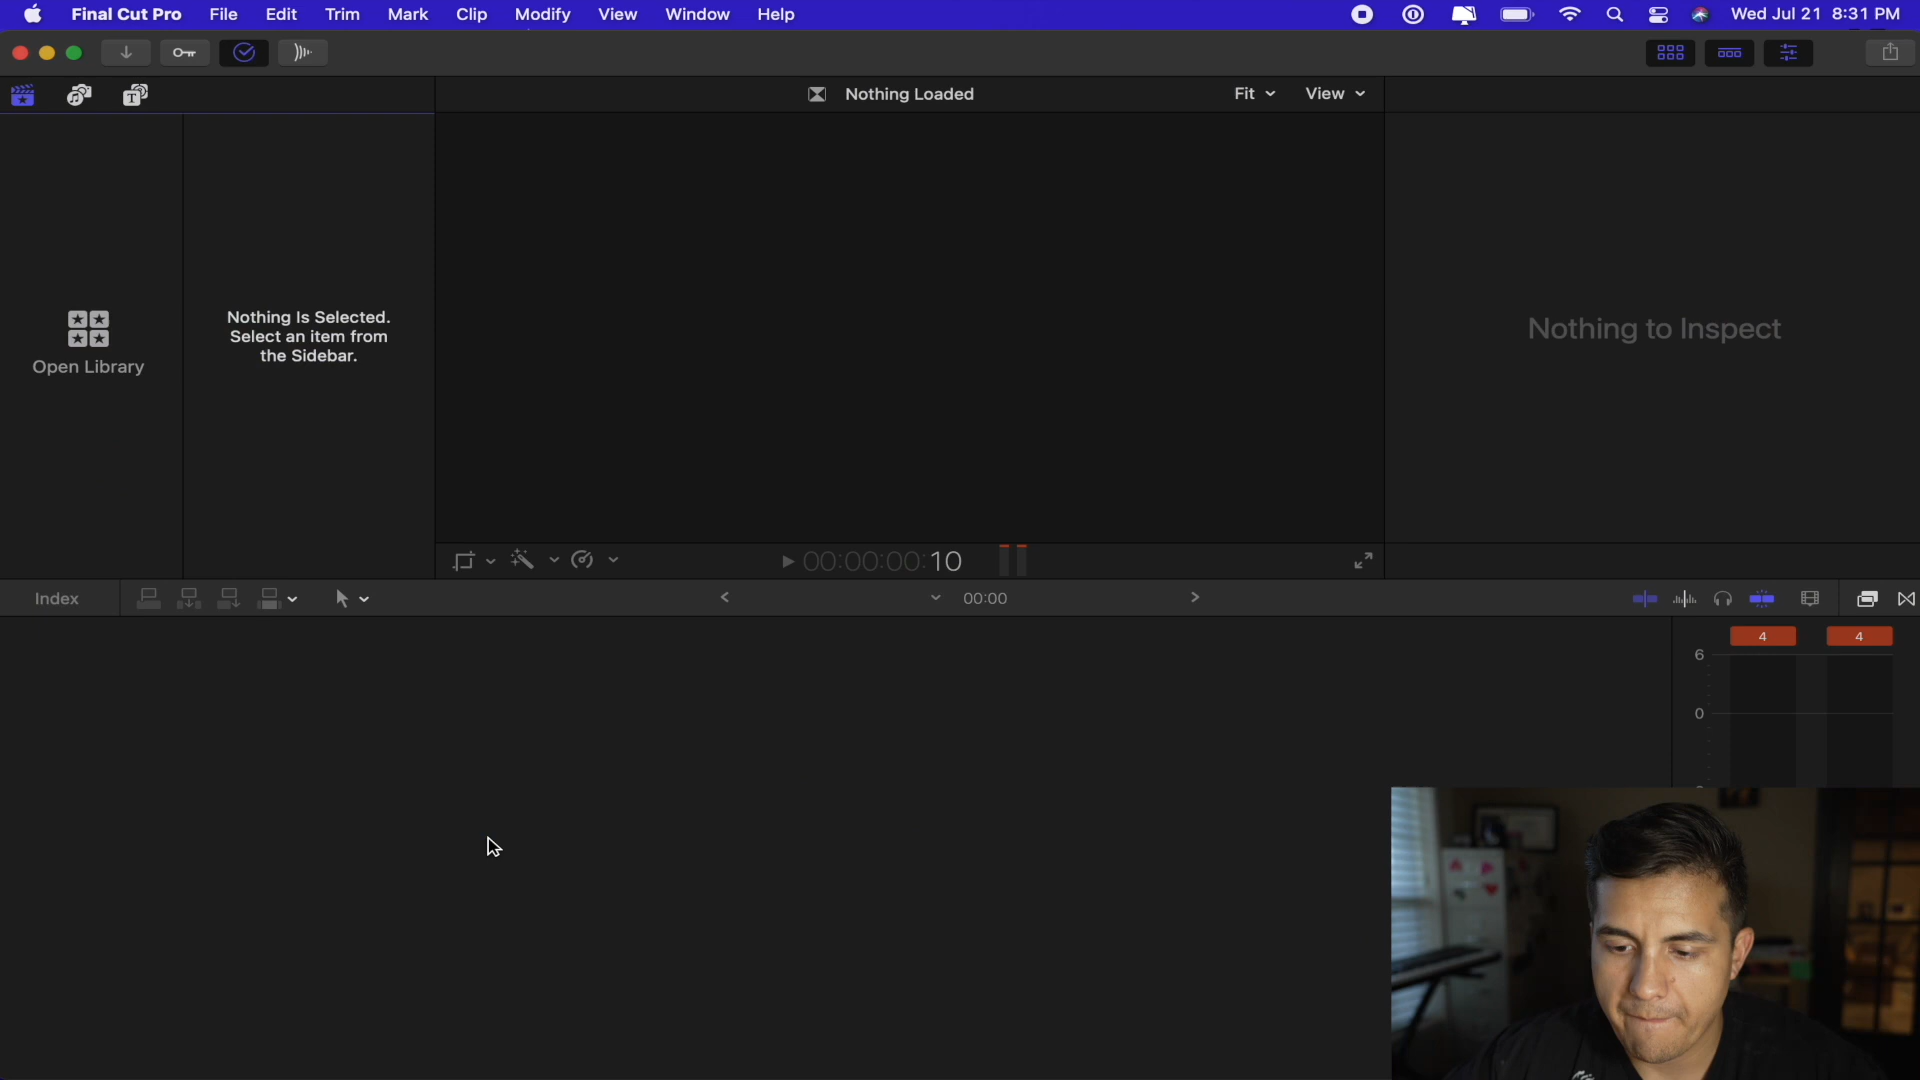 Final Cut Pro File Edit Trim Mark Clip Modify View Window Help Wed Jul 21 8:31 PM
T
Nothing Loaded Fit View
Nothing Is Selected.
Select an item from
the Sidebar.
Open Library
Nothing to Inspect
00:00:00:10
Index 00:00
4 4
6
0